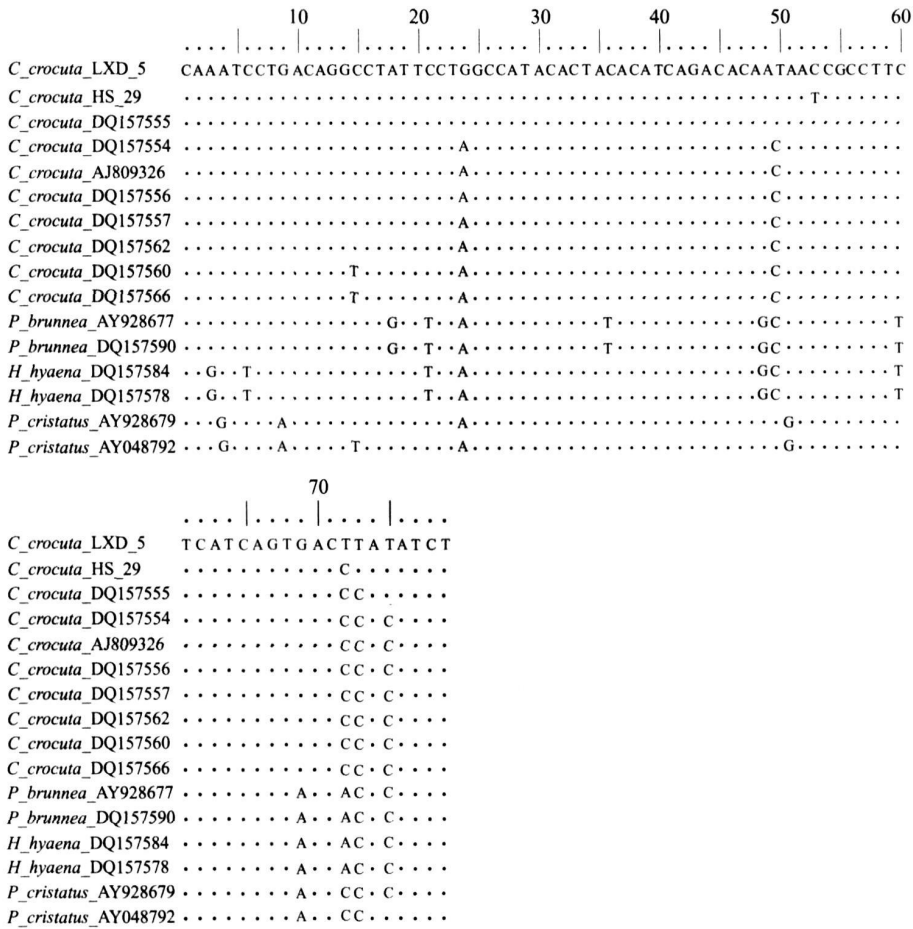 10 20 30 40 50 60
....|....|....|....|....|....|....|....|....|....|....|....|
C_crocuta_LXD_5 CAAATCCTGACAGGCCTATTCCTGGCCATACACTACACATCAGACACAATAACCGCCTTC
C_crocuta_HS_29 ....................................................T.......
C_crocuta_DQ157555 ............................................................
C_crocuta_DQ157554 .......................A.........................C..........
C_crocuta_AJ809326 .......................A.........................C..........
C_crocuta_DQ157556 .......................A.........................C..........
C_crocuta_DQ157557 .......................A.........................C..........
C_crocuta_DQ157562 .......................A.........................C..........
C_crocuta_DQ157560 ..............T........A.........................C..........
C_crocuta_DQ157566 ..............T........A.........................C..........
P_brunnea_AY928677 .................G..T..A...........T............GC.........T
P_brunnea_DQ157590 .................G..T..A...........T............GC.........T
H_hyaena_DQ157584 ..G..T..............T..A........................GC.........T
H_hyaena_DQ157578 ..G..T..............T..A........................GC.........T
P_cristatus_AY928679 ...G....A..............A..........................G.........
P_cristatus_AY048792 ...G....A.....T........A..........................G.........
70
....|....|....|....
C_crocuta_LXD_5 TCATCAGTGACTTATATCT
C_crocuta_HS_29 ...........C.......
C_crocuta_DQ157555 ...........CC......
C_crocuta_DQ157554 ...........CC.C....
C_crocuta_AJ809326 ...........CC.C....
C_crocuta_DQ157556 ...........CC.C....
C_crocuta_DQ157557 ...........CC.C....
C_crocuta_DQ157562 ...........CC.C....
C_crocuta_DQ157560 ...........CC.C....
C_crocuta_DQ157566 ...........CC.C....
P_brunnea_AY928677 ........A..AC.C....
P_brunnea_DQ157590 ........A..AC.C....
H_hyaena_DQ157584 ........A..AC.C....
H_hyaena_DQ157578 ........A..AC.C....
P_cristatus_AY928679 ........A..CC.C....
P_cristatus_AY048792 ........A..CC......